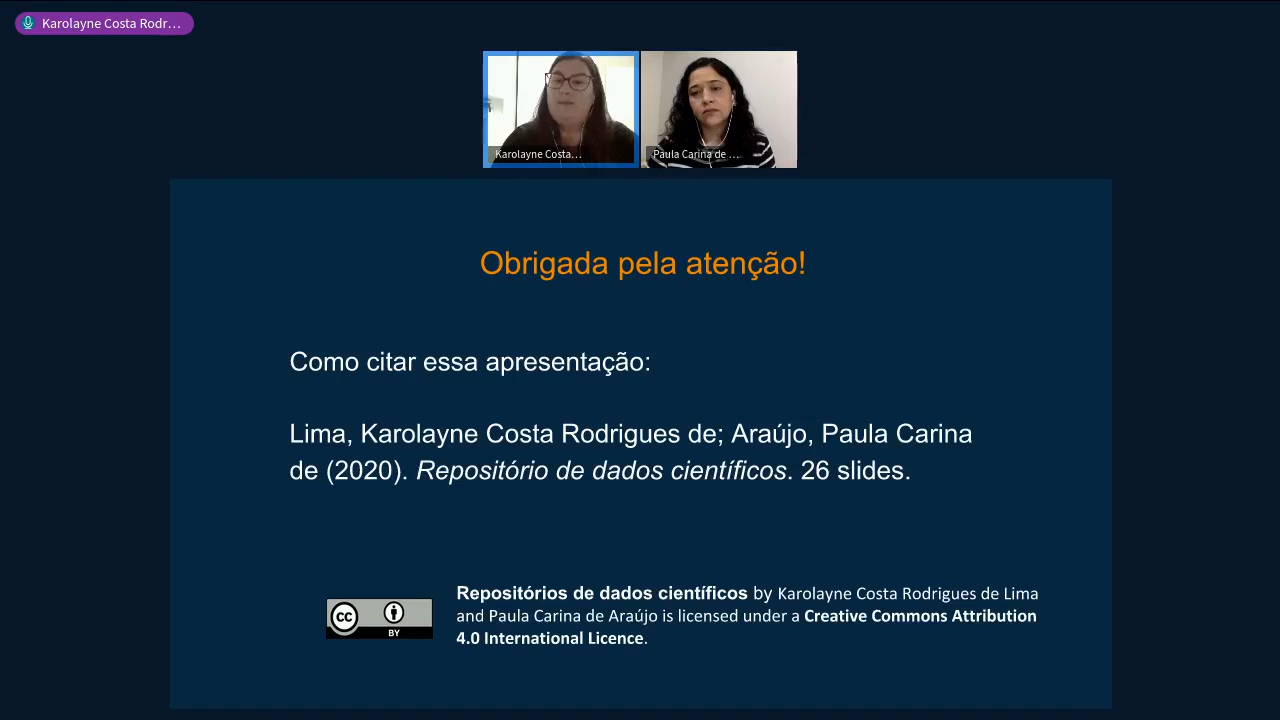 Karolayne Costa Rodr…
Karolayne Costa…
Paula Carina de …
Obrigada pela atenção!
Como citar essa apresentação:
Lima, Karolayne Costa Rodrigues de; Araújo, Paula Carina
de (2020). Repositório de dados científicos. 26 slides.
Repositórios de dados científicos by Karolayne Costa Rodrigues de Lima
and Paula Carina de Araújo is licensed under a Creative Commons Attribution
4.0 International Licence.
cc
BY